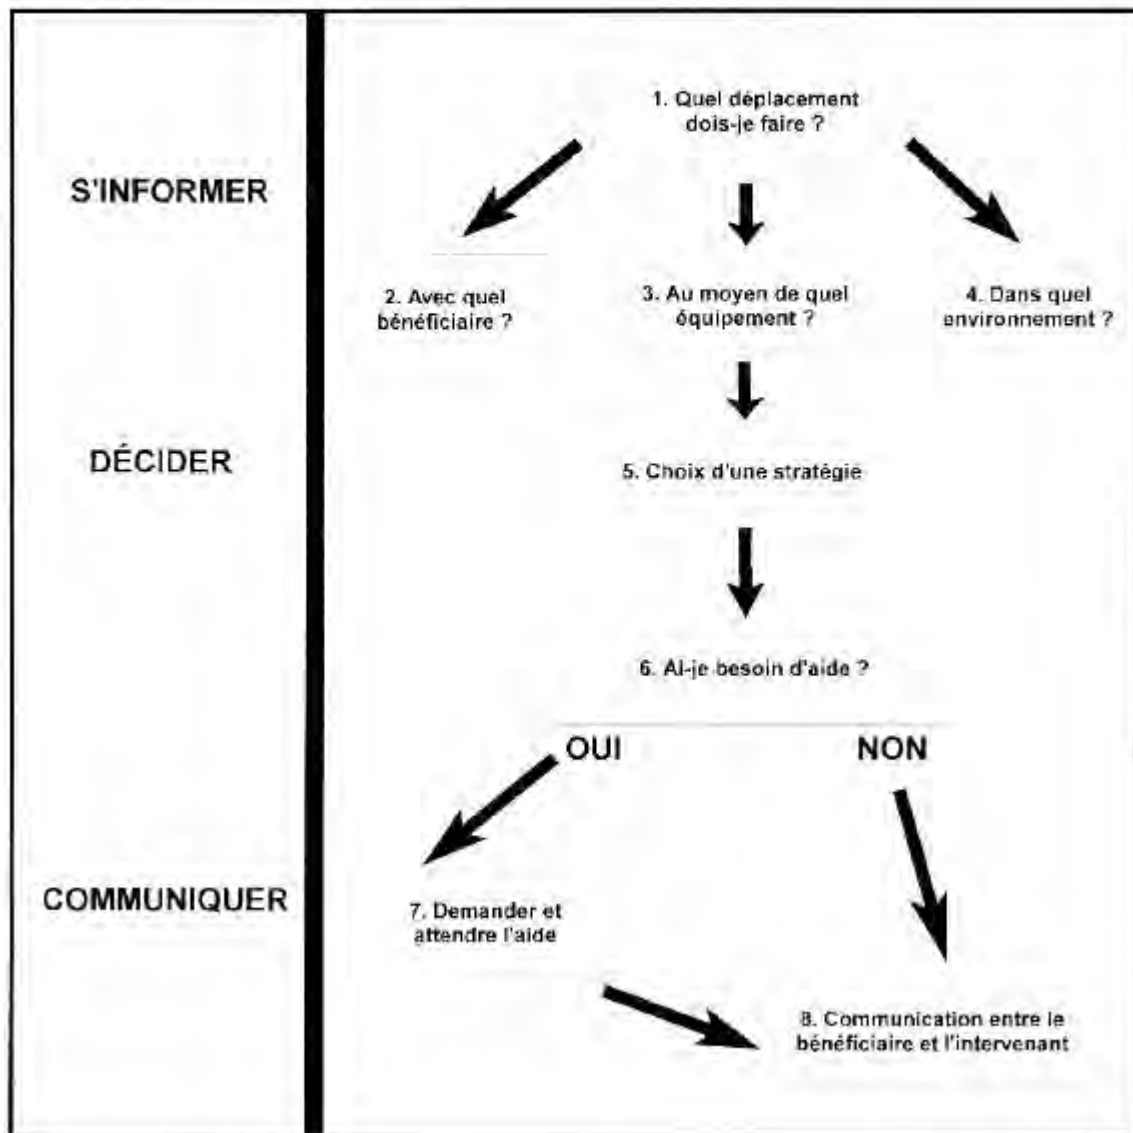 1. Quel déplacement
dois-je faire ?
S'INFORMER
2. Avec quel
bénéficiaire ?
3. Au moyen de quel
équipement ?
4. Dans quel
environnement ?
DÉCIDER
5. Choix d'une stratégie
6. Ai-je besoin d'aide ?
OUI
NON
COMMUNIQUER
7. Demander et
attendre l'aide
8. Communication entre le
bénéficiaire et l'intervenant